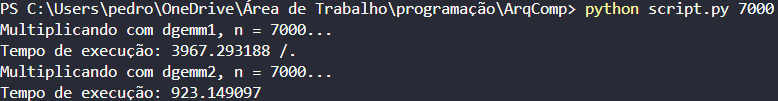 PS C:\Users\pedro\OneDrive\Área de Trabalho\programação\ArqComp> python script.py 7000
Multiplicando com dgemm1, n = 7000...
Tempo de execução: 3967.293188 /.
Multiplicando com dgemm2, n = 7000...
Tempo de execução: 923.149097